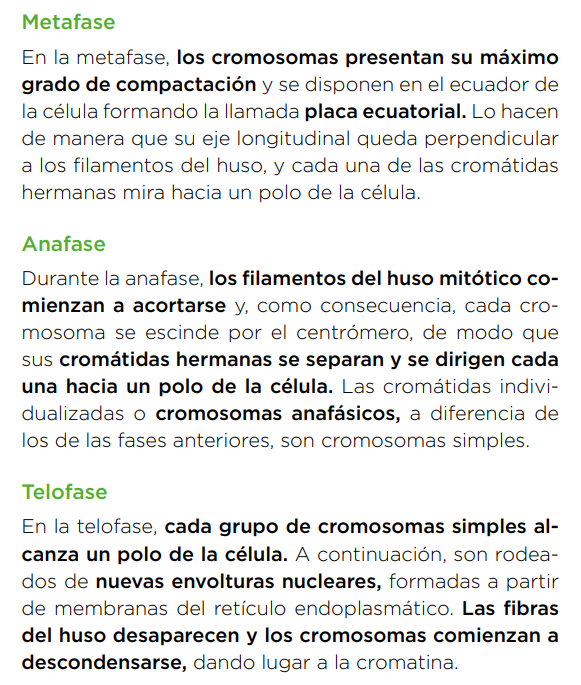 Metafase
En la metafase, los cromosomas presentan su máximo
grado de compactación y se disponen en el ecuador de
la célula formando la llamada placa ecuatorial. Lo hacen
de manera que su eje longitudinal queda perpendicular
a los filamentos del huso, y cada una de las cromátidas
hermanas mira hacia un polo de la célula.
Anafase
Durante la anafase, los filamentos del huso mitótico co-
mienzan a acortarse y, como consecuencia, cada cro-
mosoma se escinde por el centrómero, de modo que
sus cromátidas hermanas se separan y se dirigen cada
una hacia un polo de la célula. Las cromátidas indivi-
dualizadas o cromosomas anafásicos, a diferencia de
los de las fases anteriores, son cromosomas simples.
Telofase
En la telofase, cada grupo de cromosomas simples al-
canza un polo de la célula. A continuación, son rodea-
dos de nuevas envolturas nucleares, formadas a partir
de membranas del retículo endoplasmático. Las fibras
del huso desaparecen y los cromosomas comienzan a
descondensarse, dando lugar a la cromatina.